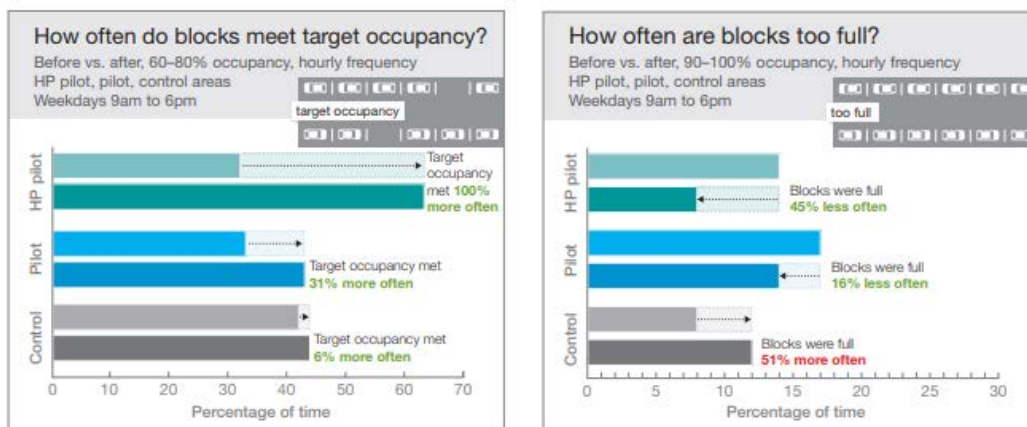 How often do blocks meet target occupancy?
Before vs. after, 60–80% occupancy, hourly frequency
HP pilot, pilot, control areas
Weekdays 9am to 6pm
target occupancy
HP pilot
Target
occupancy
met 100%
more often
Pilot
Target occupancy met
31% more often
Control
Target occupancy met
6% more often
0 10 20 30 40 50 60 70
Percentage of time
How often are blocks too full?
Before vs. after, 90–100% occupancy, hourly frequency
HP pilot, pilot, control areas
Weekdays 9am to 6pm
too full
HP pilot
Blocks were full
45% less often
Pilot
Blocks were full
16% less often
Control
Blocks were full
51% more often
0 5 10 15 20 25 30
Percentage of time